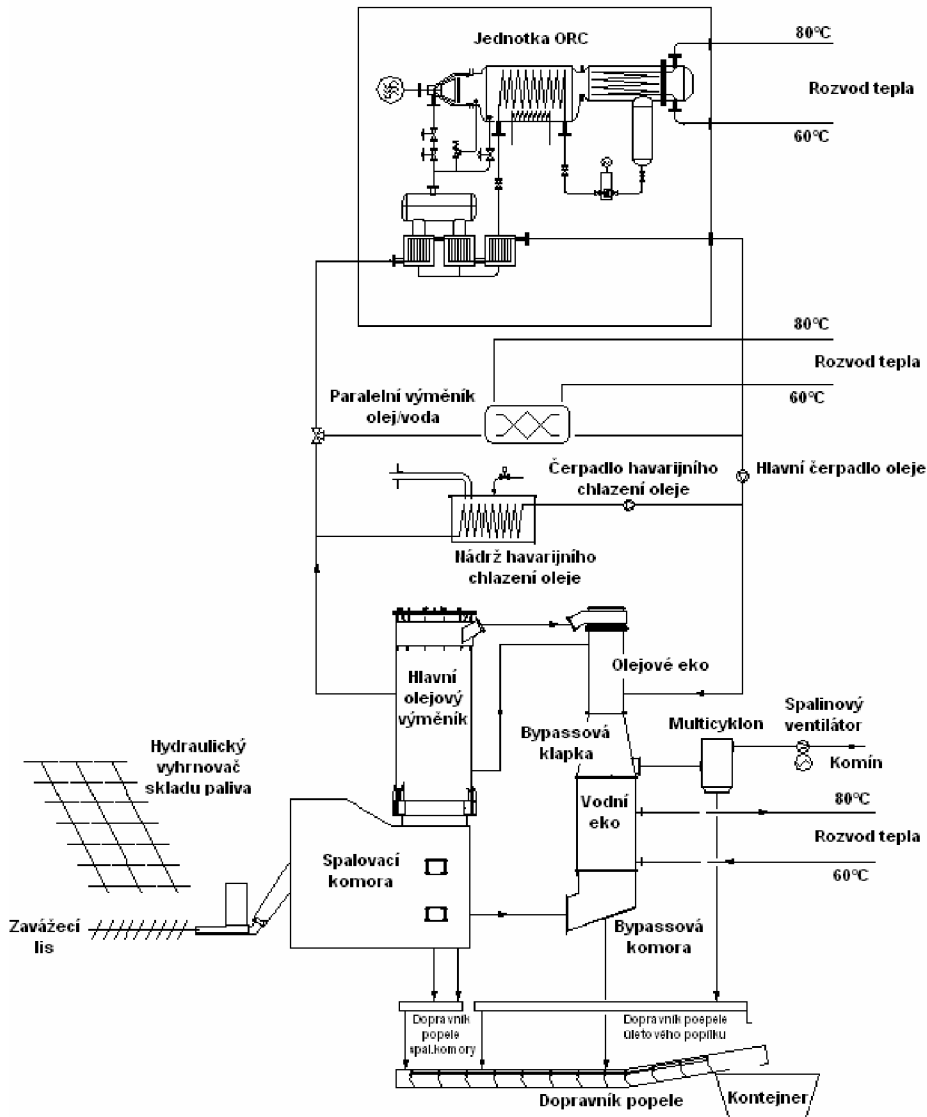 Jednotka ORC
80°C
Rozvod tepla
60°C
80°C
Rozvod tepla
60°C
Paralelní výměník
olej/voda
Čerpadlo havarijního
chlazení oleje
Hlavní čerpadlo oleje
Nádrž havarijního
chlazení oleje
Hlavní
olejový
výměník
Olejové eko
Bypassová
klapka
Multicyklon
Spalinový
ventilátor
Komín
Hydraulický
vyhrnovač
skladu paliva
Vodní
eko
80°C
Rozvod tepla
60°C
Spalovací
komora
Zavážecí
lis
Bypassová
komora
Dopravník
popele
spal.komory
Dopravník poepele
úletového popílku
Dopravník popele
Kontejner